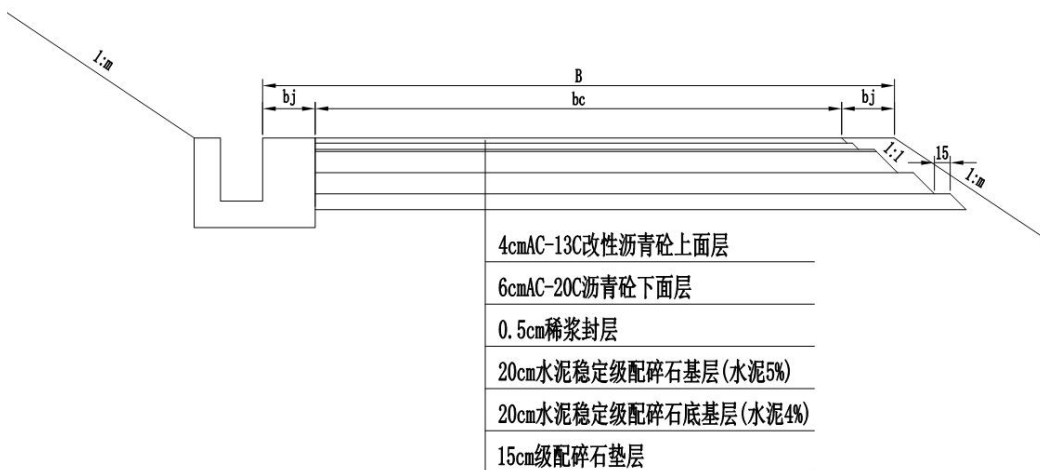 1:m
B
bj
bc
bj
1:1
15
1:m
4cmAC-13C改性沥青砼上面层
6cmAC-20C沥青砼下面层
0.5cm稀浆封层
20cm水泥稳定级配碎石基层(水泥5%)
20cm水泥稳定级配碎石底基层(水泥4%)
15cm级配碎石垫层